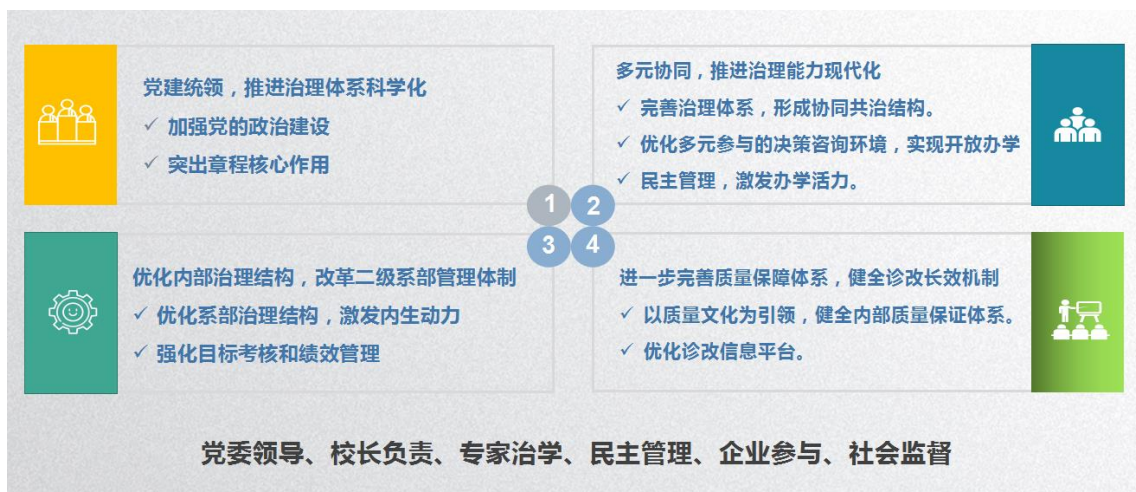 党建统领，推进治理体系科学化
✓ 加强党的政治建设
✓ 突出章程核心作用
1
多元协同，推进治理能力现代化
✓ 完善治理体系，形成协同共治结构。
✓ 优化多元参与的决策咨询环境，实现开放办学
✓ 民主管理，激发办学活力。
2
优化内部治理结构，改革二级系部管理体制
✓ 优化系部治理结构，激发内生动力
✓ 强化目标考核和绩效管理
3
进一步完善质量保障体系，健全诊改长效机制
✓ 以质量文化为引领，健全内部质量保证体系。
✓ 优化诊改信息平台。
4
党委领导、校长负责、专家治学、民主管理、企业参与、社会监督